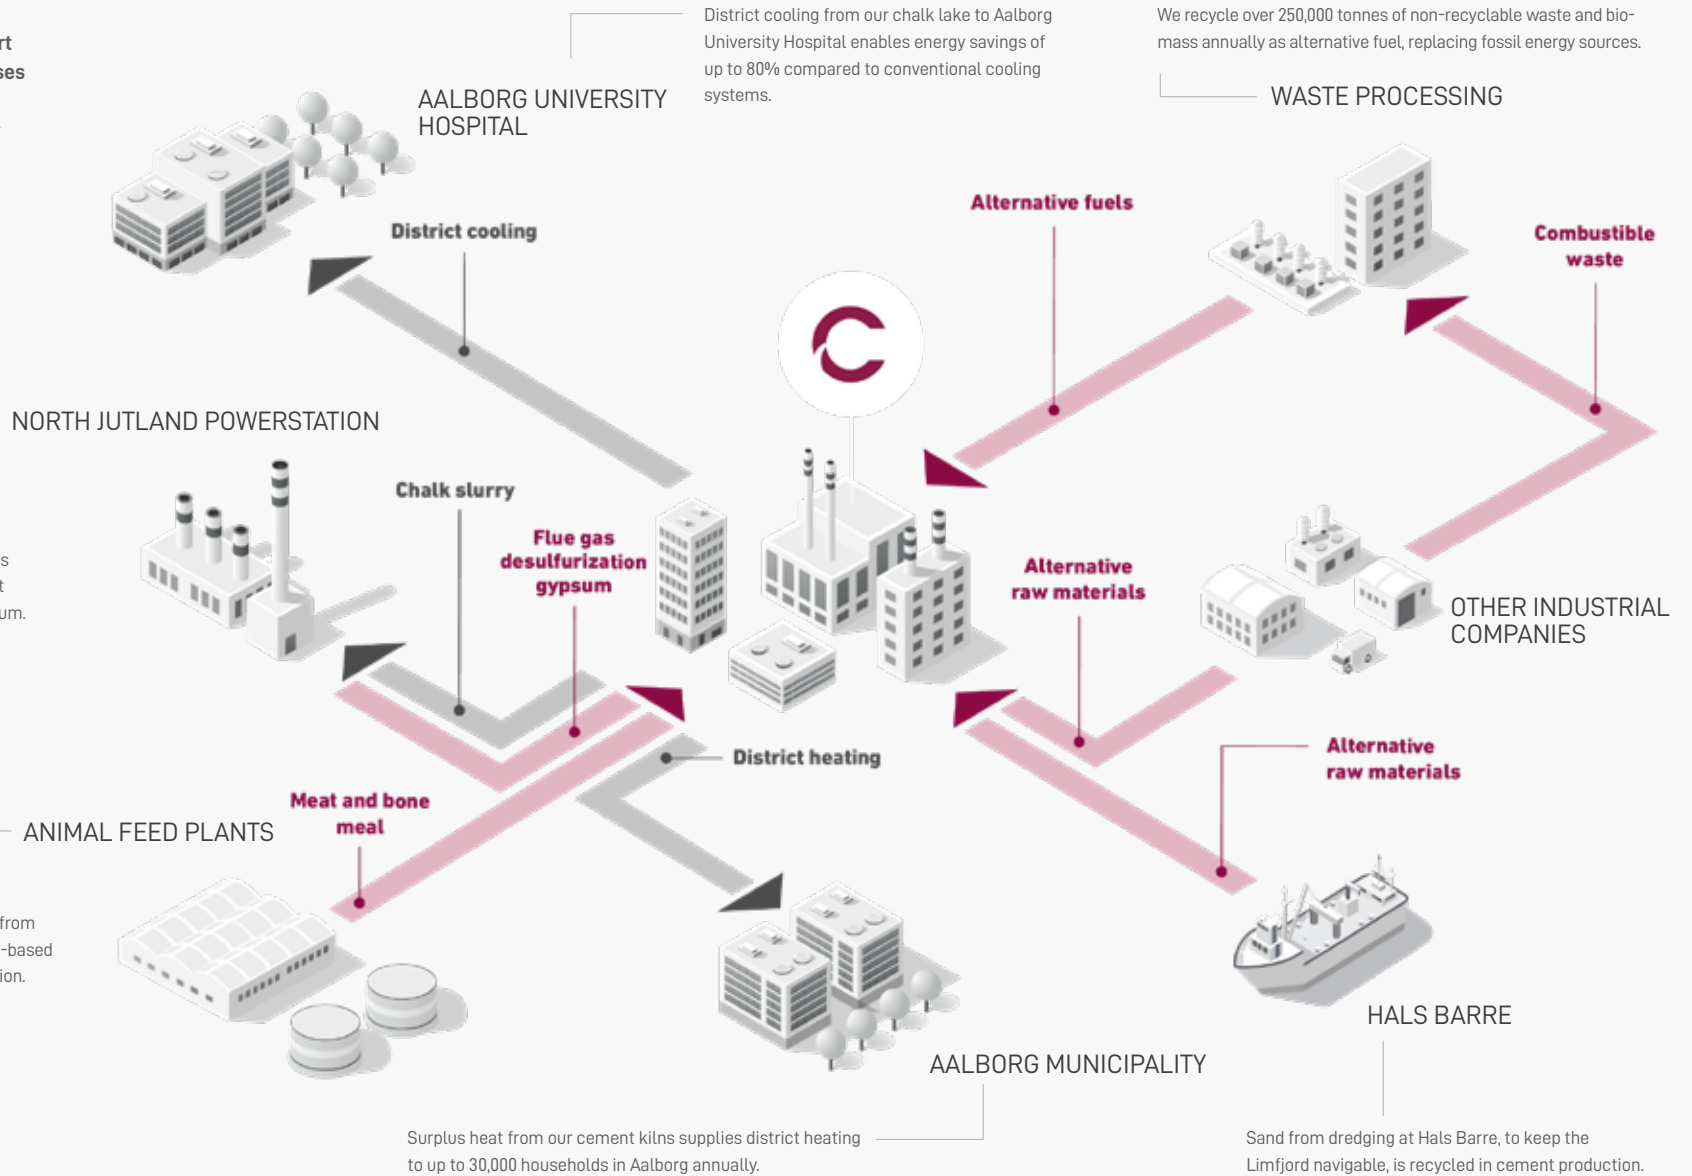 District cooling from our chalk lake to Aalborg
University Hospital enables energy savings of
up to 80% compared to conventional cooling
systems.
We recycle over 250,000 tonnes of non-recyclable waste and bio-
mass annually as alternative fuel, replacing fossil energy sources.
AALBORG UNIVERSITY
HOSPITAL
WASTE PROCESSING
District cooling
Alternative fuels
Combustible
waste
NORTH JUTLAND POWERSTATION
Chalk slurry
Flue gas
desulfurization
gypsum
Alternative
raw materials
OTHER INDUSTRIAL
COMPANIES
District heating
Alternative
raw materials
Meat and bone
meal
ANIMAL FEED PLANTS
from
-based
HALS BARRE
AALBORG MUNICIPALITY
Surplus heat from our cement kilns supplies district heating
to up to 30,000 households in Aalborg annually.
Sand from dredging at Hals Barre, to keep the
Limfjord navigable, is recycled in cement production.